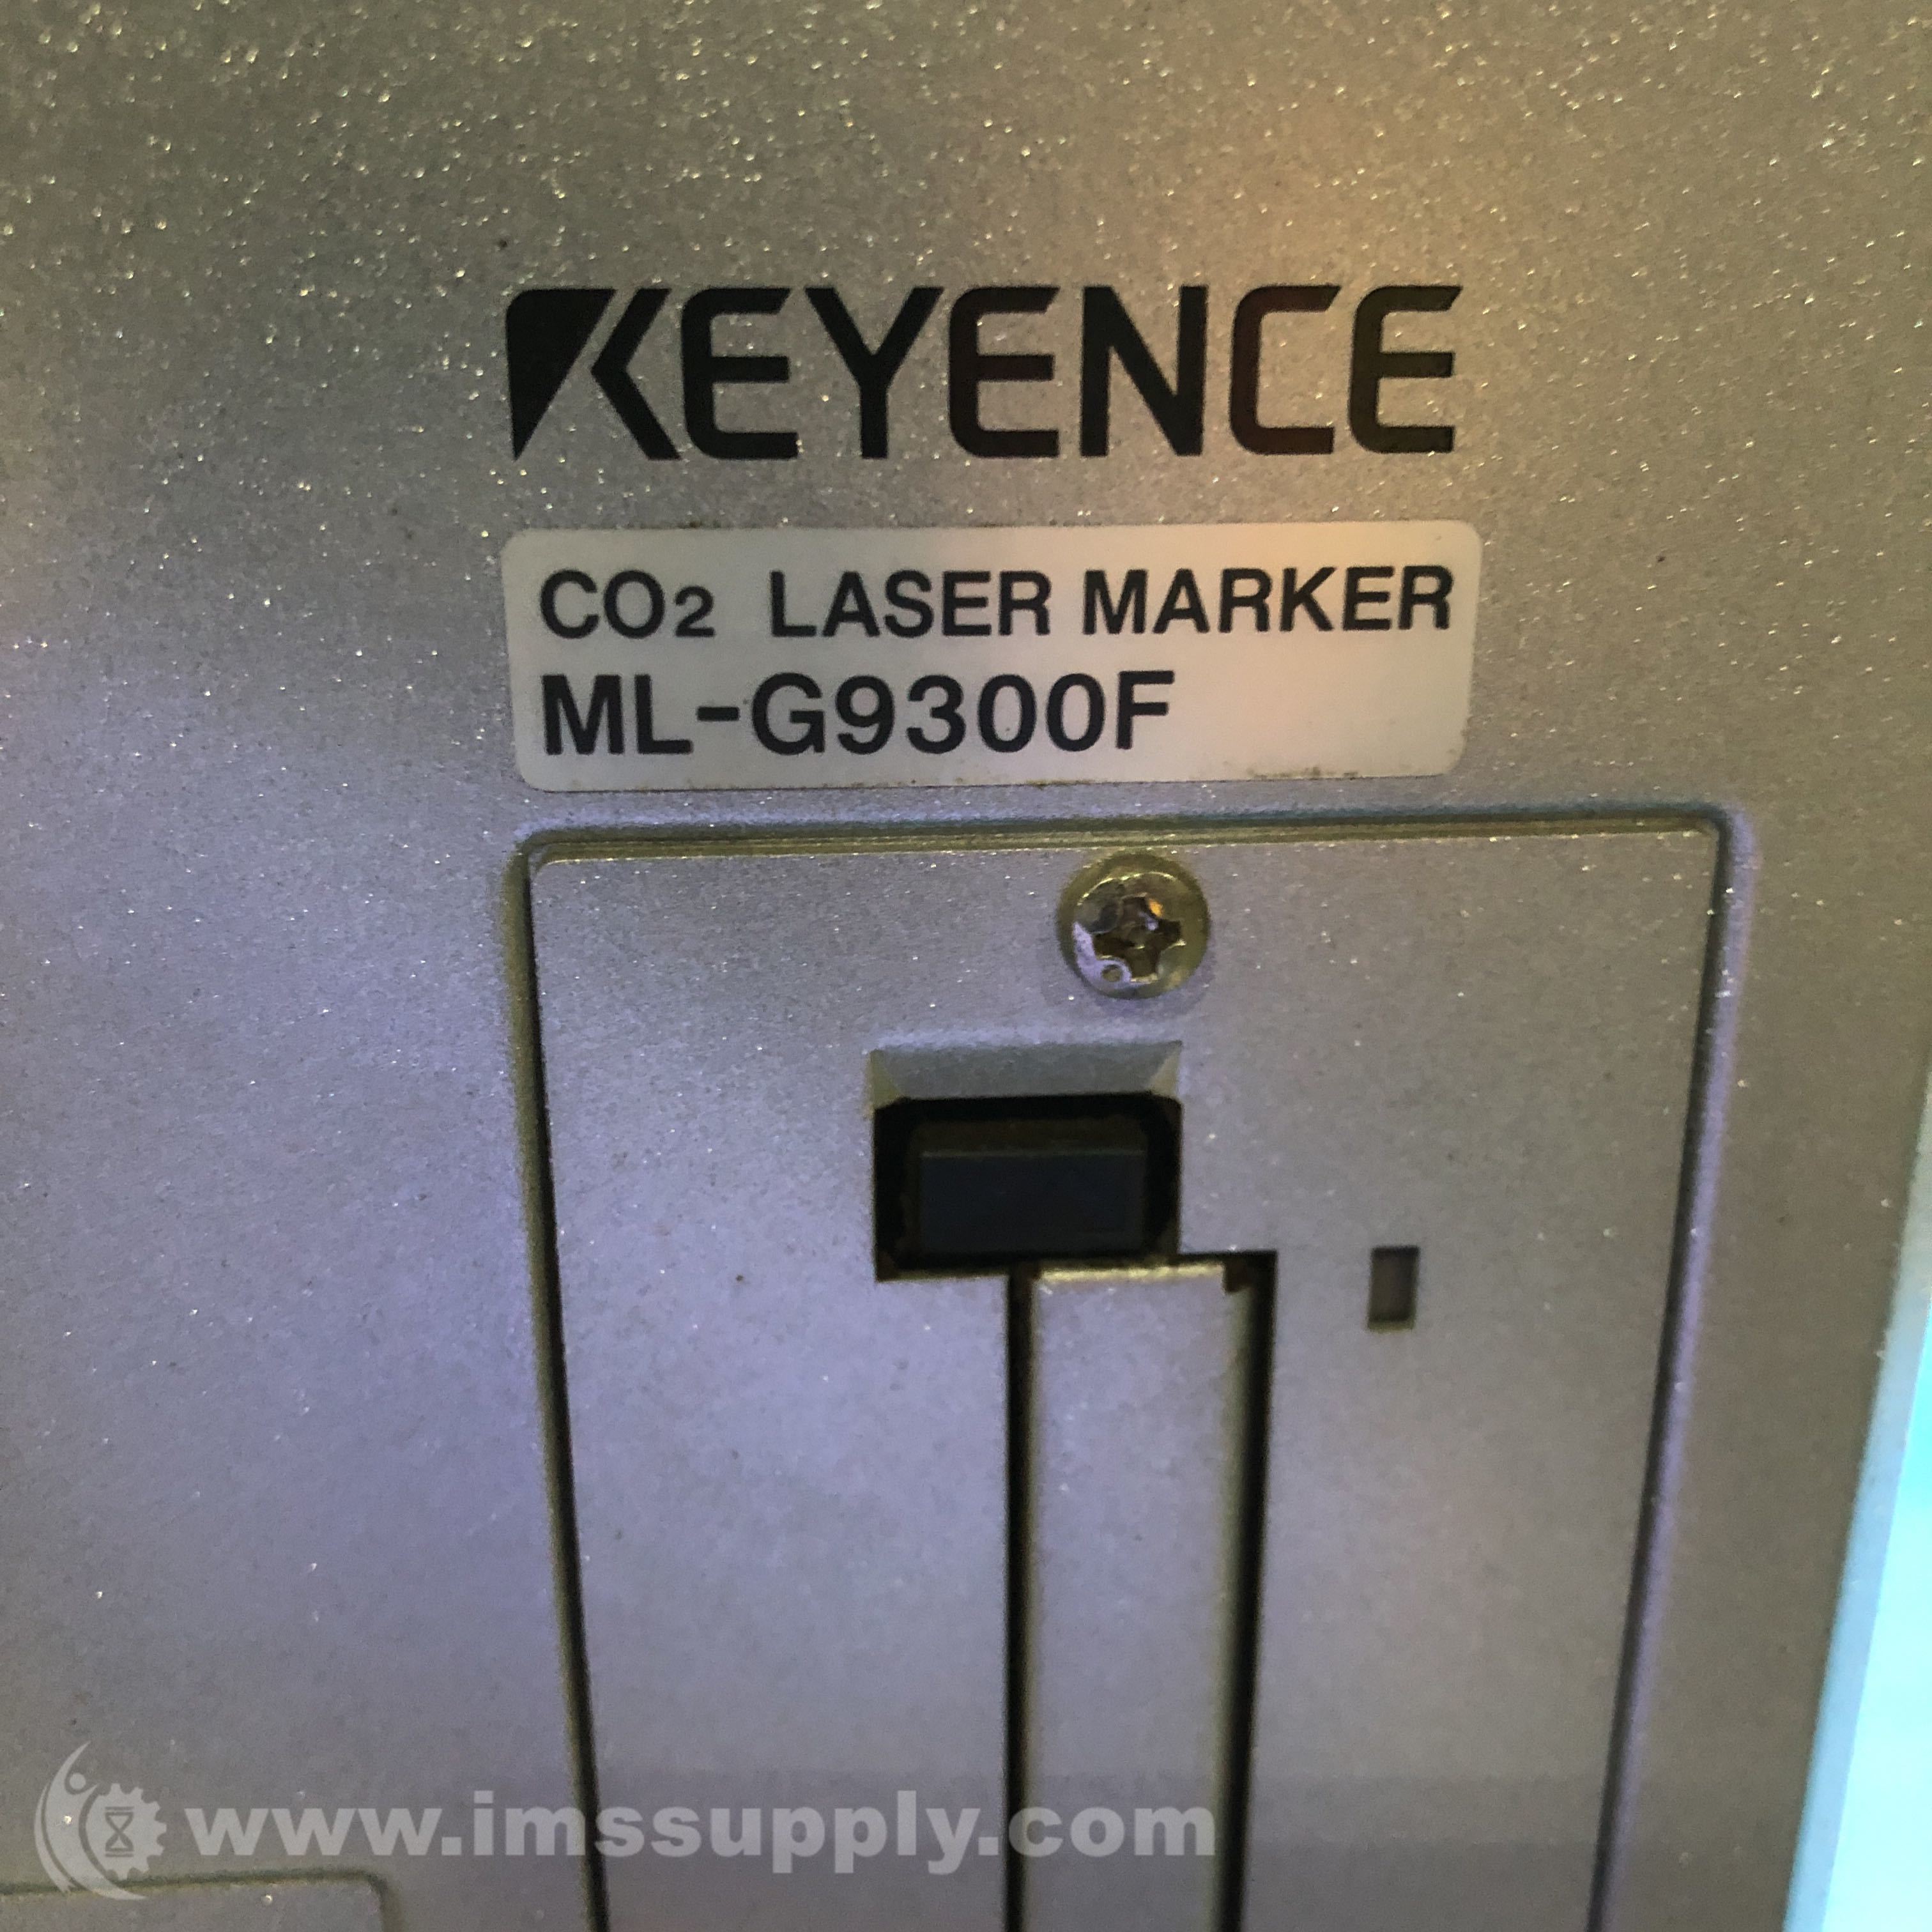 KEYENCE
CO2 LASER MARKER
ML-G9300F
www.imssupply.com